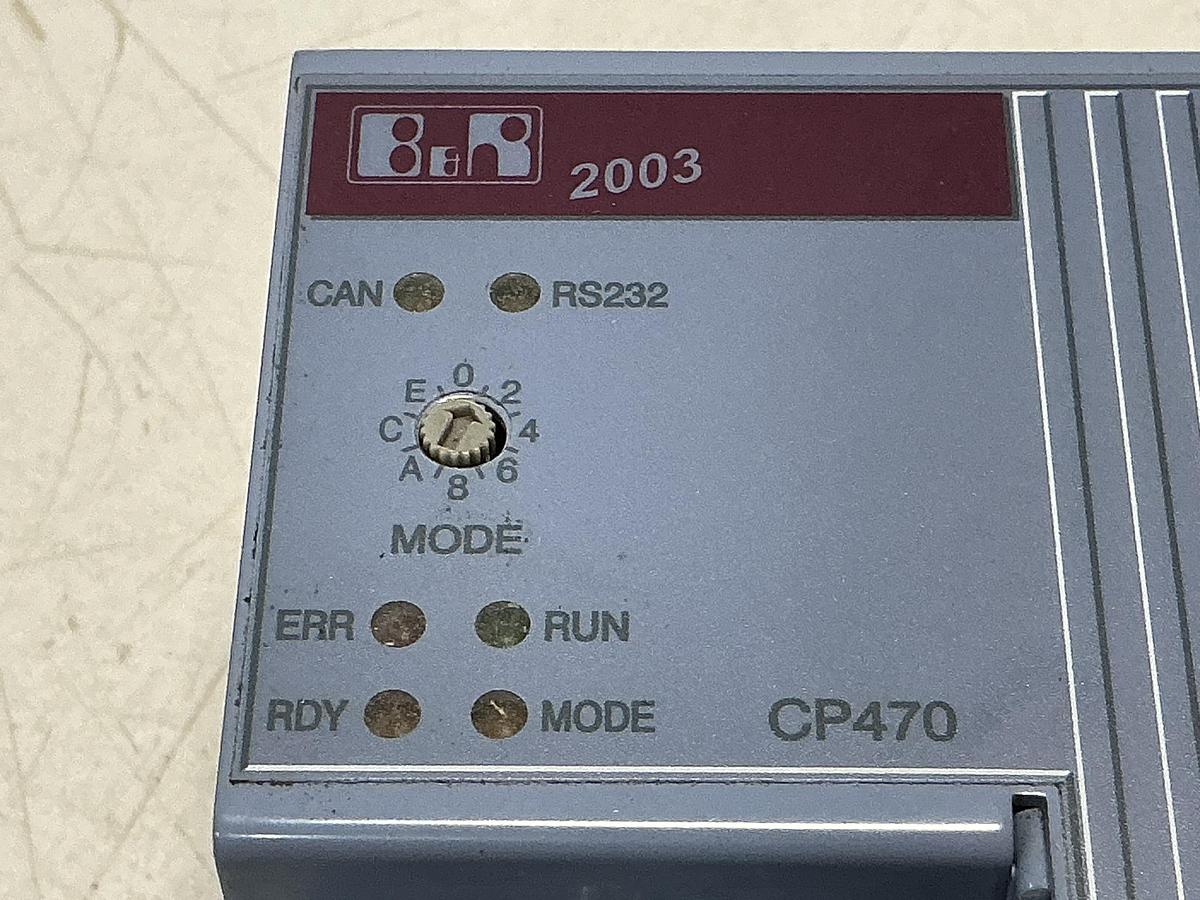 B&R 2003
CAN RS232
0
E 2
C 4
A 6
8
MODE
ERR RUN
RDY MODE CP470